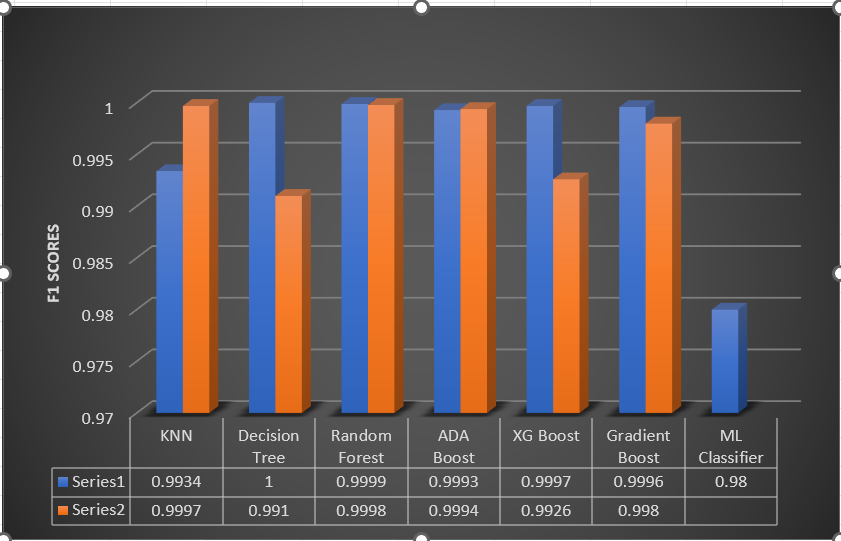 1
0.995
0.99
0.985
0.98
0.975
0.97
F1 SCORES
KNN Decision Tree Random Forest ADA Boost XG Boost Gradient Boost ML Classifier
Series1 0.9934 1 0.9999 0.9993 0.9997 0.9996 0.98
Series2 0.9997 0.991 0.9998 0.9994 0.9926 0.998